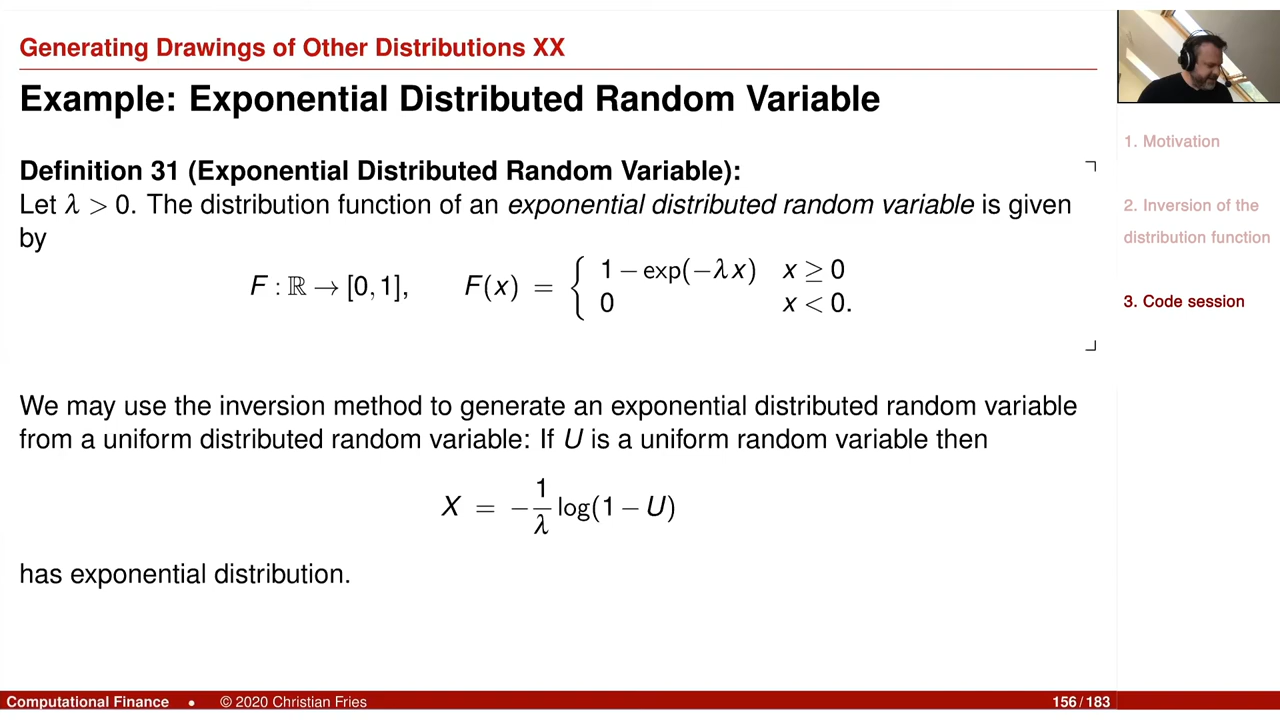 Generating Drawings of Other Distributions XX
Example: Exponential Distributed Random Variable
Definition 31 (Exponential Distributed Random Variable):
Let λ > 0. The distribution function of an exponential distributed random variable is given
by
F : ℝ → [0,1], F(x) = { 1 − exp(−λx) x ≥ 0
0 x < 0.
We may use the inversion method to generate an exponential distributed random variable
from a uniform distributed random variable: If U is a uniform random variable then
X = −1/λ log(1 − U)
has exponential distribution.
1. Motivation
2. Inversion of the
distribution function
3. Code session
Computational Finance • © 2020 Christian Fries 156/183